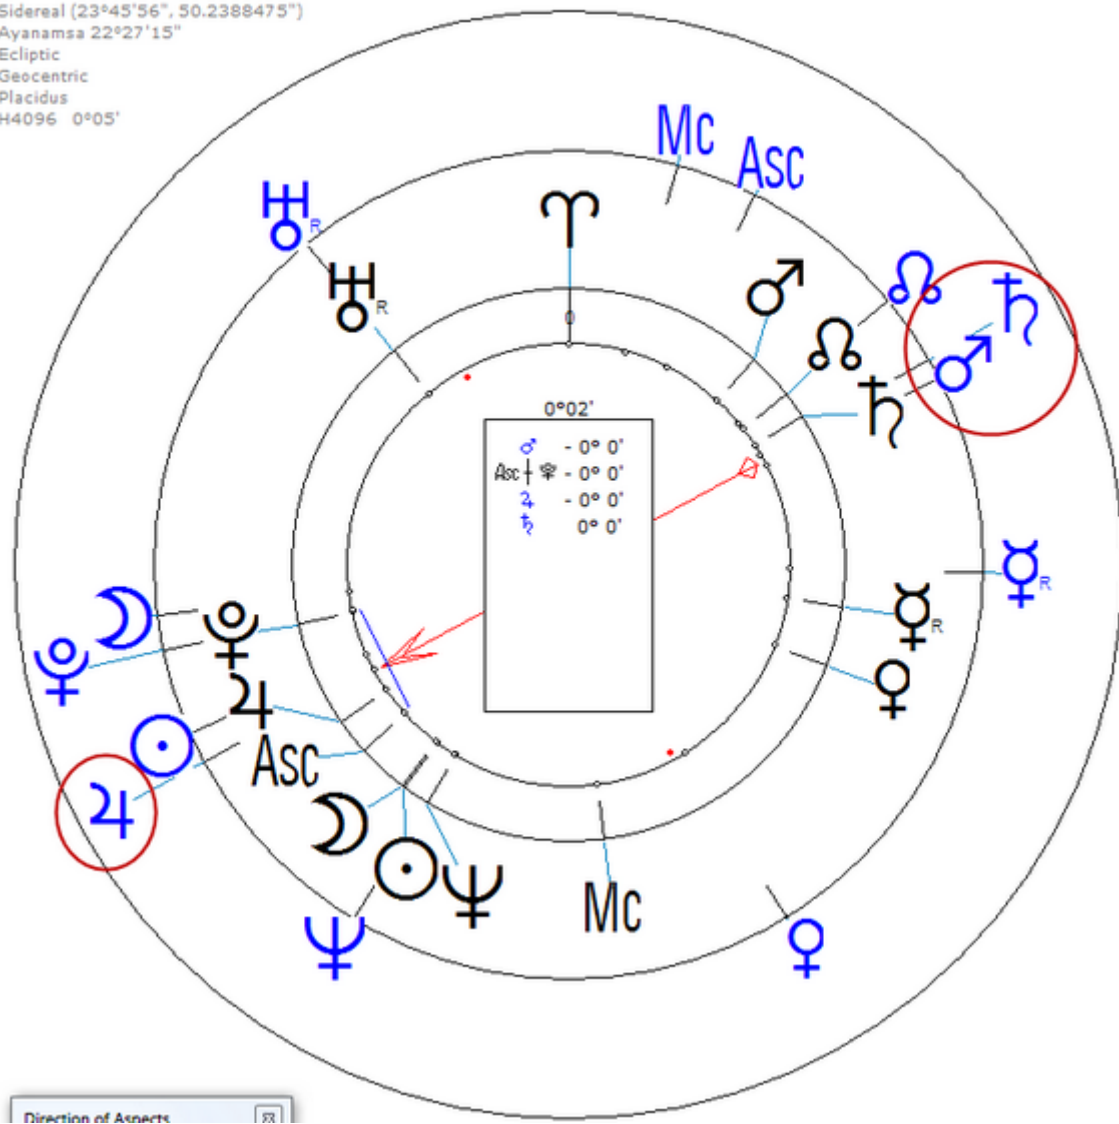 Sidereal (23°45'56", 50.2388475")
Ayanamsa 22°27'15"
Ecliptic
Geocentric
Placidus
H4096 0°05'
Mc
Asc
♅ R
♈
♅ R
♂
☊
☊
♄
♂
♄
0
0°02'
♂ - 0° 0'
Asc + ♆ - 0° 0'
♃ - 0° 0'
♄ 0° 0'
☽
♇
♇
☿ R
☿ R
♀
♃
☉
Asc
♃
☽
☉
♆
Mc
♆
♀
Direction of Aspects